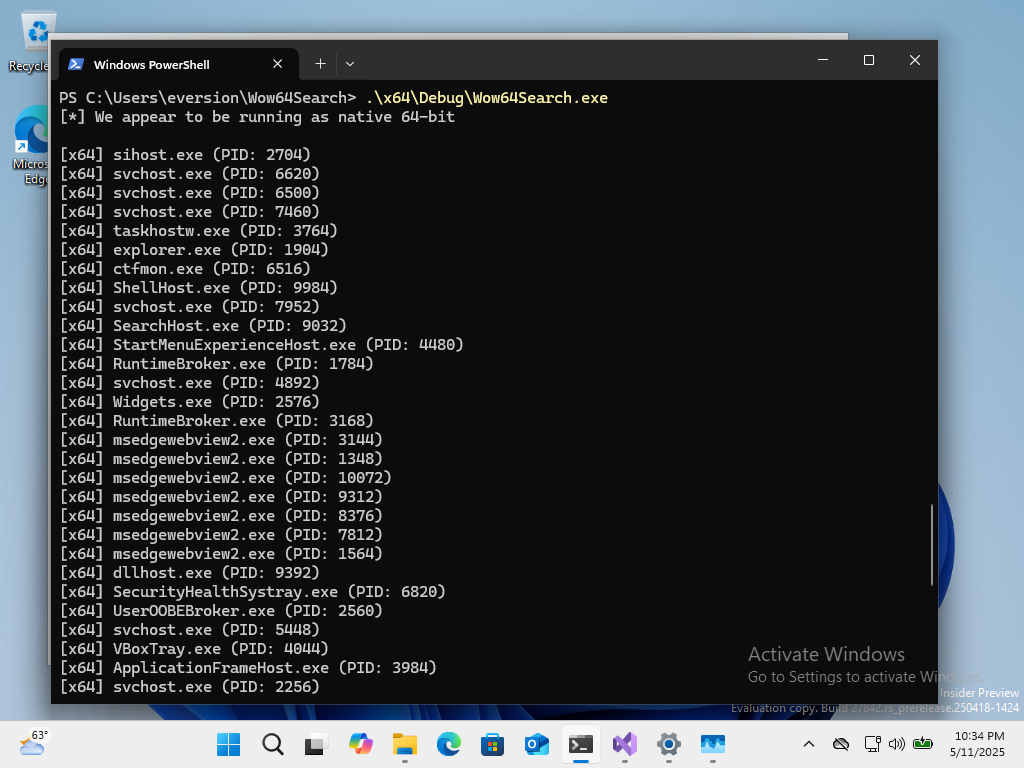 Recycle
Micros
Edge
Windows PowerShell
PS C:\Users\eversion\Wow64Search> .\x64\Debug\Wow64Search.exe
[*] We appear to be running as native 64-bit
[x64] sihost.exe (PID: 2704)
[x64] svchost.exe (PID: 6620)
[x64] svchost.exe (PID: 6500)
[x64] svchost.exe (PID: 7460)
[x64] taskhostw.exe (PID: 3764)
[x64] explorer.exe (PID: 1904)
[x64] ctfmon.exe (PID: 6516)
[x64] ShellHost.exe (PID: 9984)
[x64] svchost.exe (PID: 7952)
[x64] SearchHost.exe (PID: 9032)
[x64] StartMenuExperienceHost.exe (PID: 4480)
[x64] RuntimeBroker.exe (PID: 1784)
[x64] svchost.exe (PID: 4892)
[x64] Widgets.exe (PID: 2576)
[x64] RuntimeBroker.exe (PID: 3168)
[x64] msedgewebview2.exe (PID: 3144)
[x64] msedgewebview2.exe (PID: 1348)
[x64] msedgewebview2.exe (PID: 10072)
[x64] msedgewebview2.exe (PID: 9312)
[x64] msedgewebview2.exe (PID: 8376)
[x64] msedgewebview2.exe (PID: 7812)
[x64] msedgewebview2.exe (PID: 1564)
[x64] dllhost.exe (PID: 9392)
[x64] SecurityHealthSystray.exe (PID: 6820)
[x64] UserOOBEBroker.exe (PID: 2560)
[x64] svchost.exe (PID: 5448)
[x64] VBoxTray.exe (PID: 4044)
[x64] ApplicationFrameHost.exe (PID: 3984)
[x64] svchost.exe (PID: 2256)
Activate Windows
Go to Settings to activate Windows.
Insider Preview
Evaluation copy. Build 27842.rs_prerelease.250418-1424
63°
10:34 PM
5/11/2025